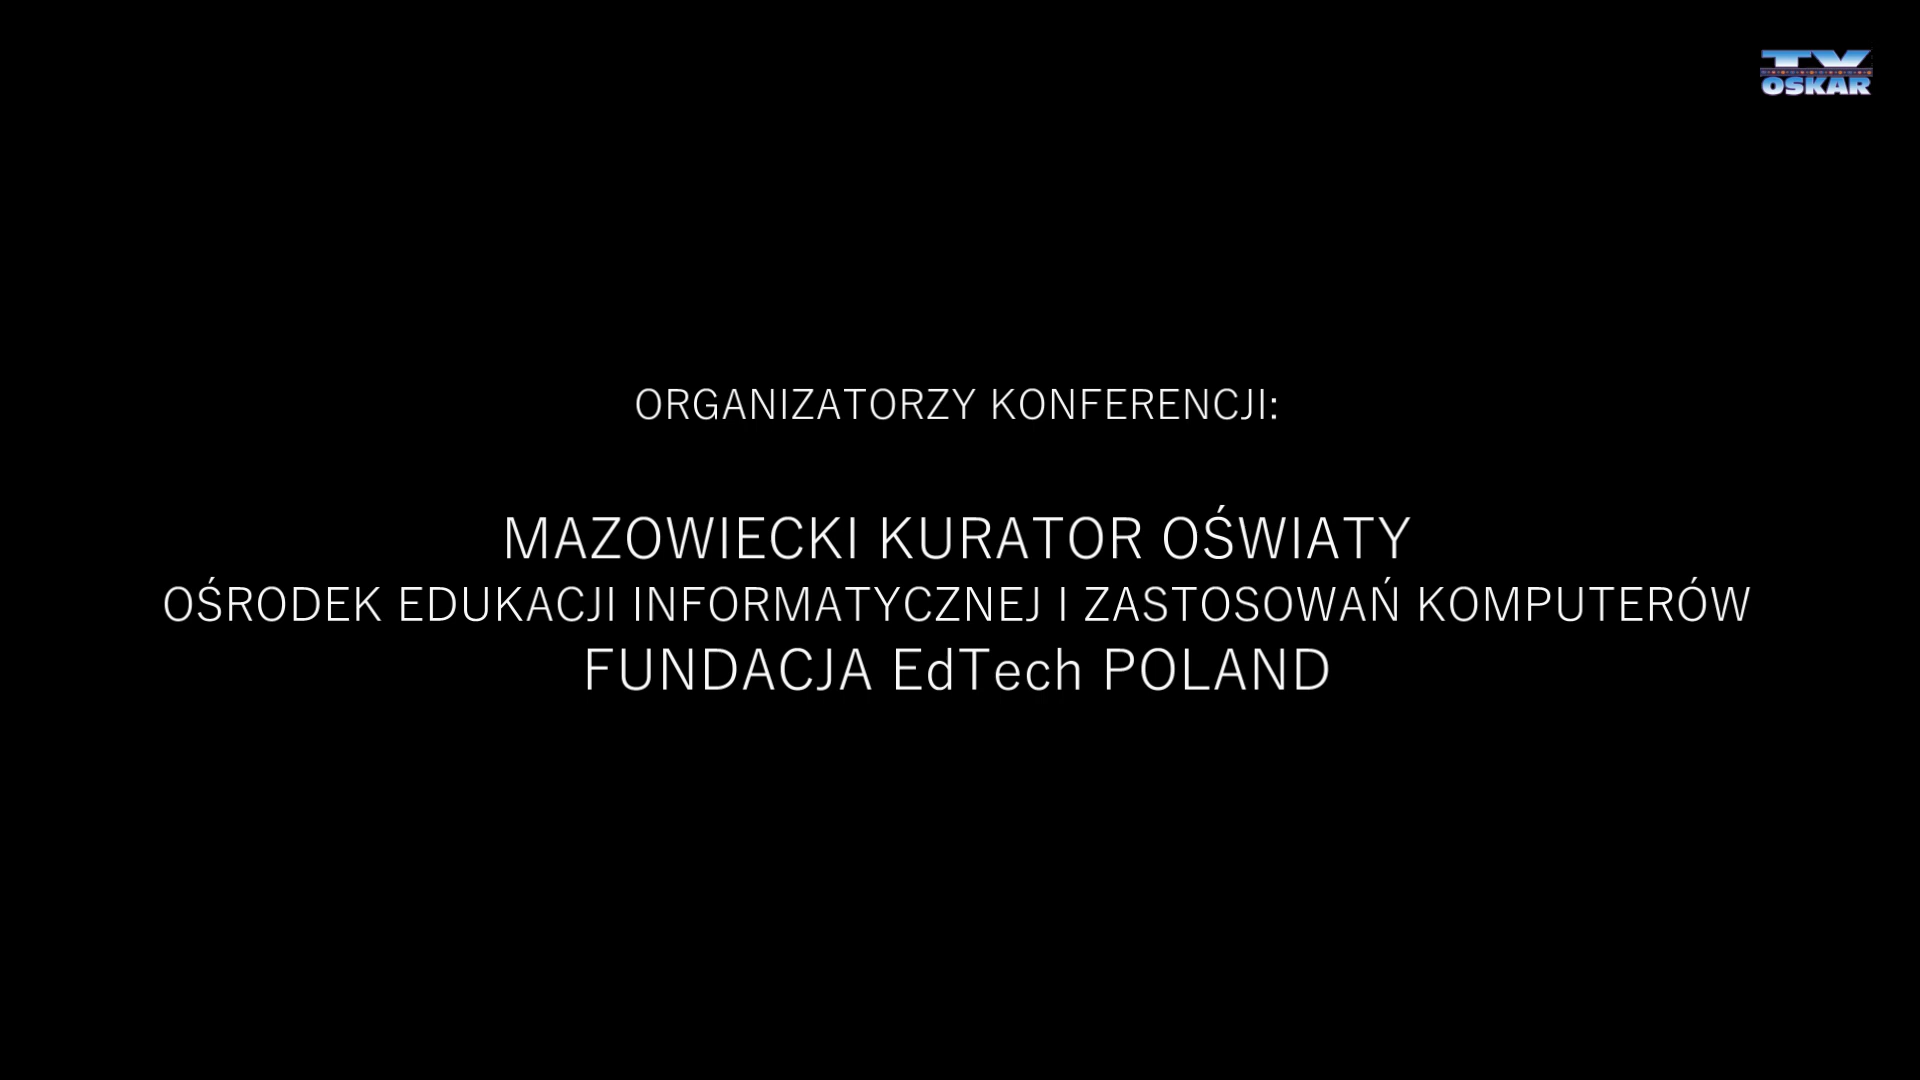 TV
OSKAR
ORGANIZATORZY KONFERENCJI:
MAZOWIECKI KURATOR OŚWIATY
OŚRODEK EDUKACJI INFORMATYCZNEJ I ZASTOSOWAŃ KOMPUTERÓW
FUNDACJA EdTech POLAND